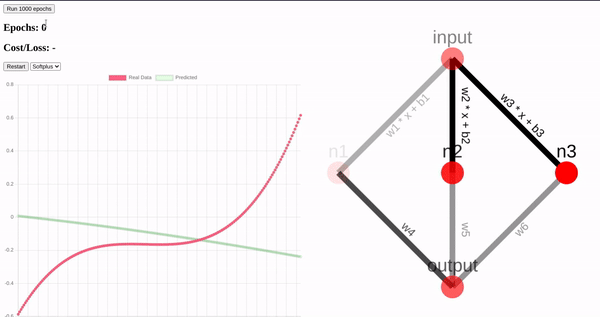 Run 1000 epochs
Epochs: 0
Cost/Loss: -
Restart Softplus
Real Data Predicted
0.8
0.6
0.4
0.2
0
-0.2
-0.4
-0.6
input
w1 * x + b1
w2 * x + b2
w3 * x + b3
n1
n2
n3
w4
w5
w6
output